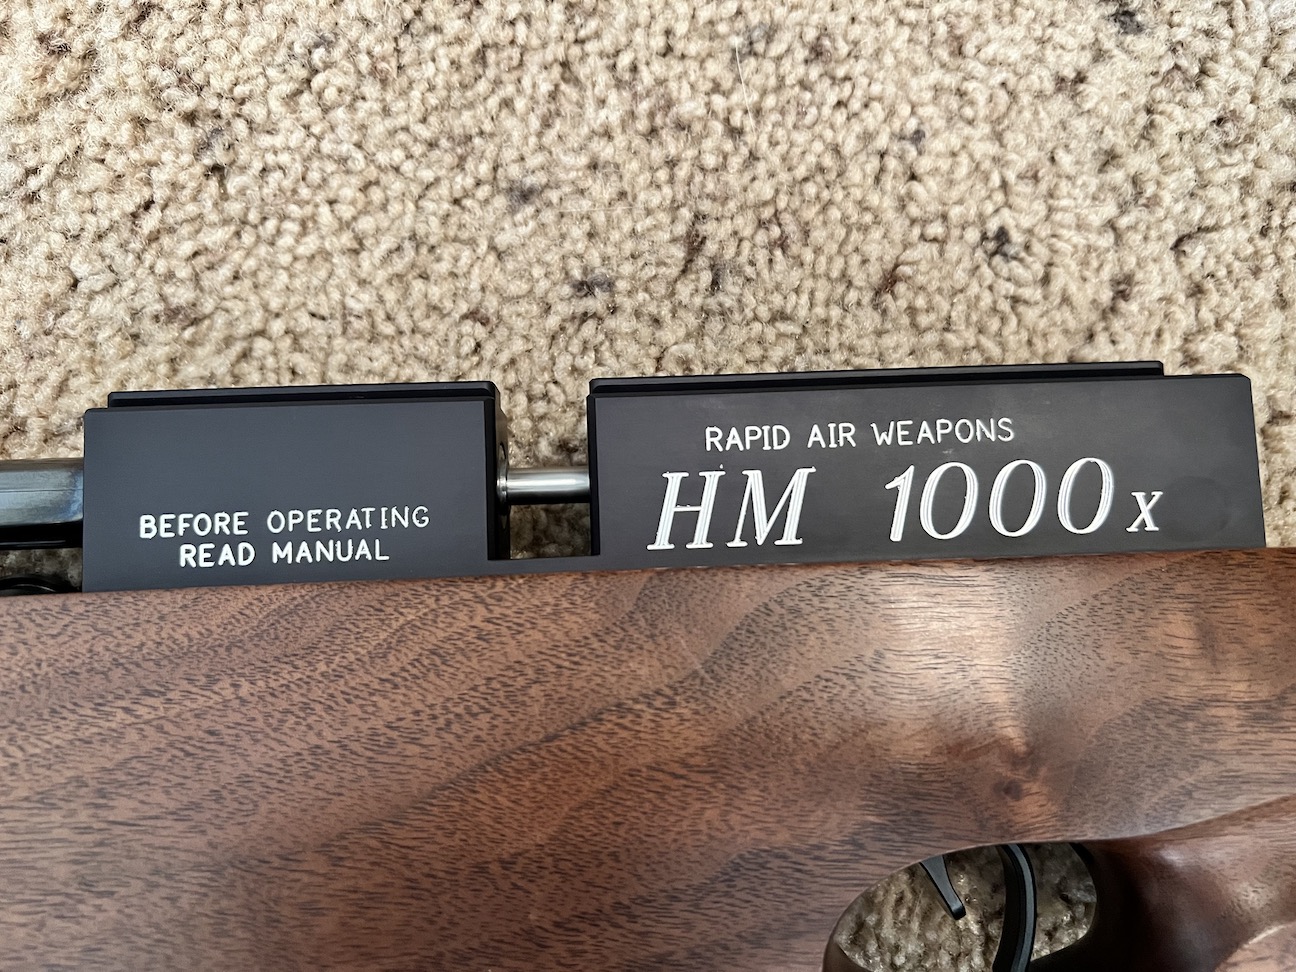 BEFORE OPERATING
READ MANUAL
RAPID AIR WEAPONS
HM 1000x